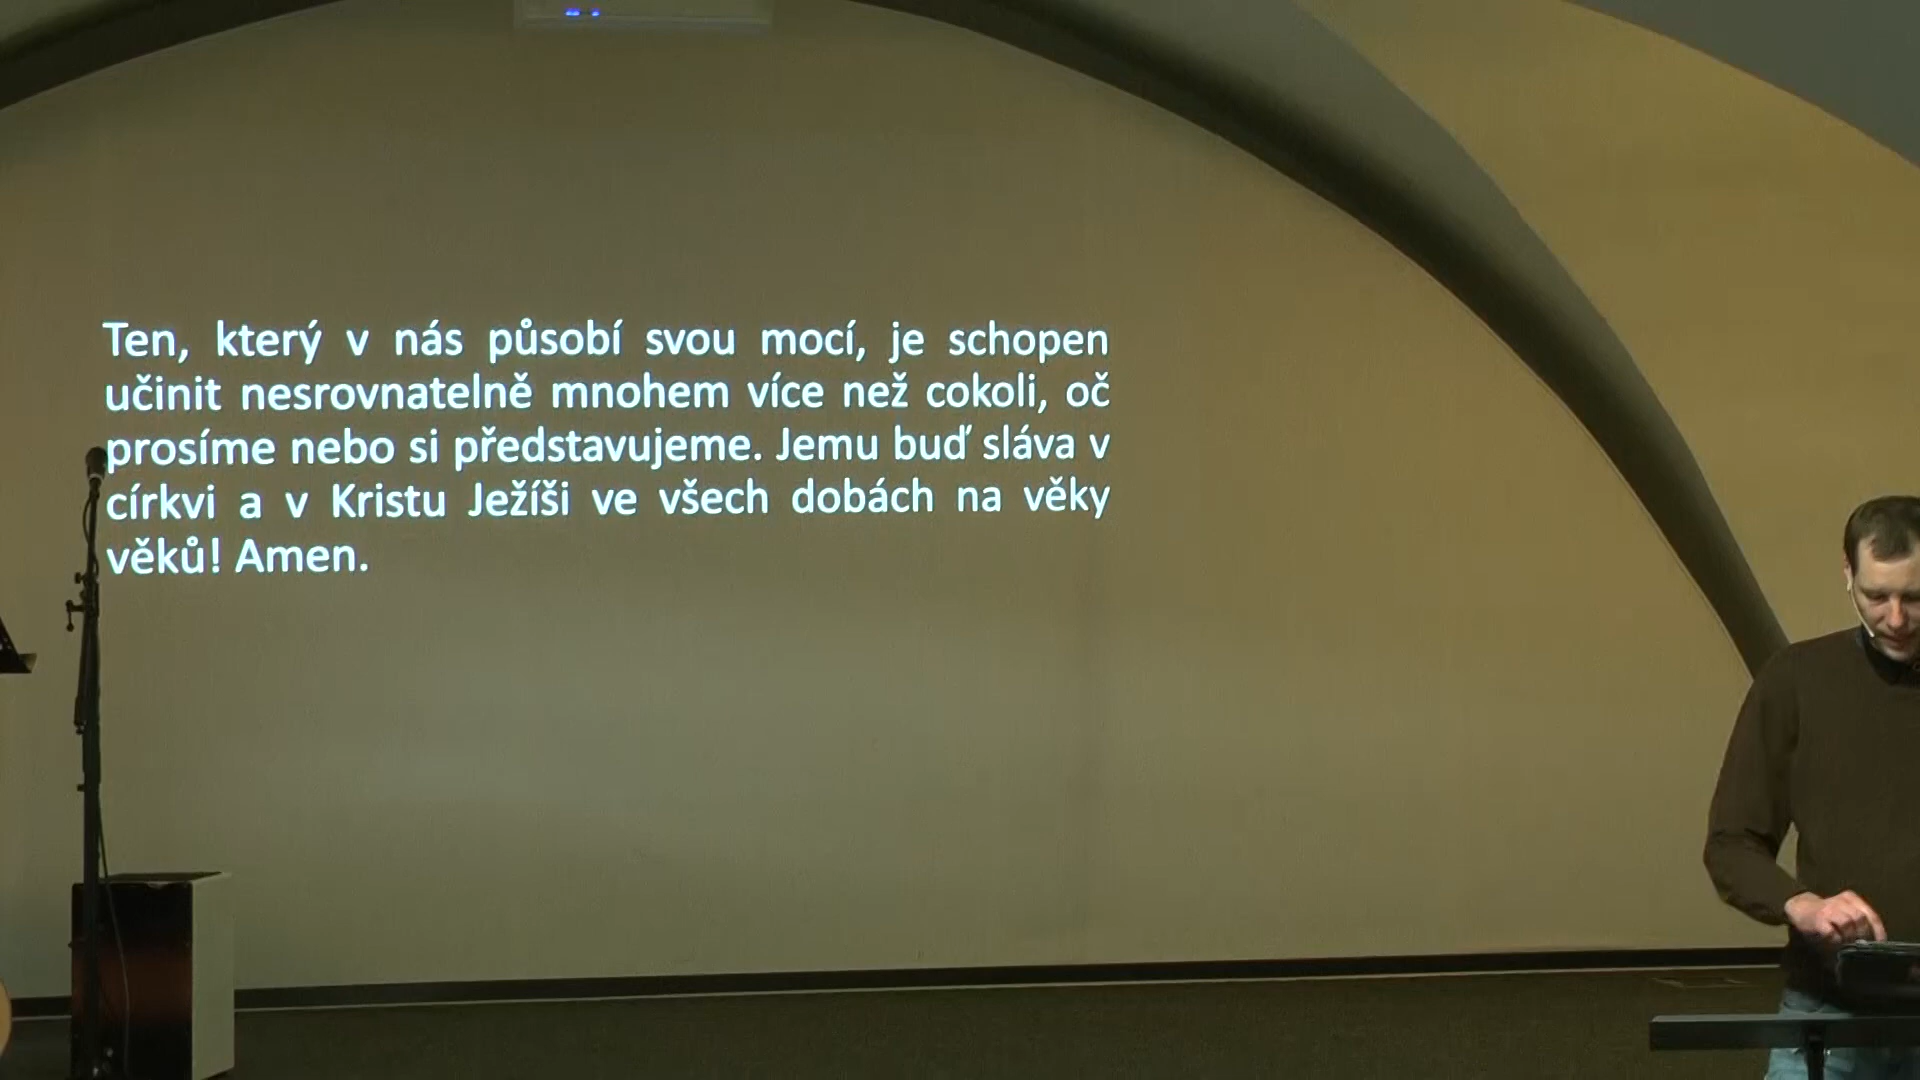 Ten, který v nás působí svou mocí, je schopen
učinit nesrovnatelně mnohem více než cokoli, oč
prosíme nebo si představujeme. Jemu buď sláva v
církvi a v Kristu Ježíši ve všech dobách na věky
věků! Amen.